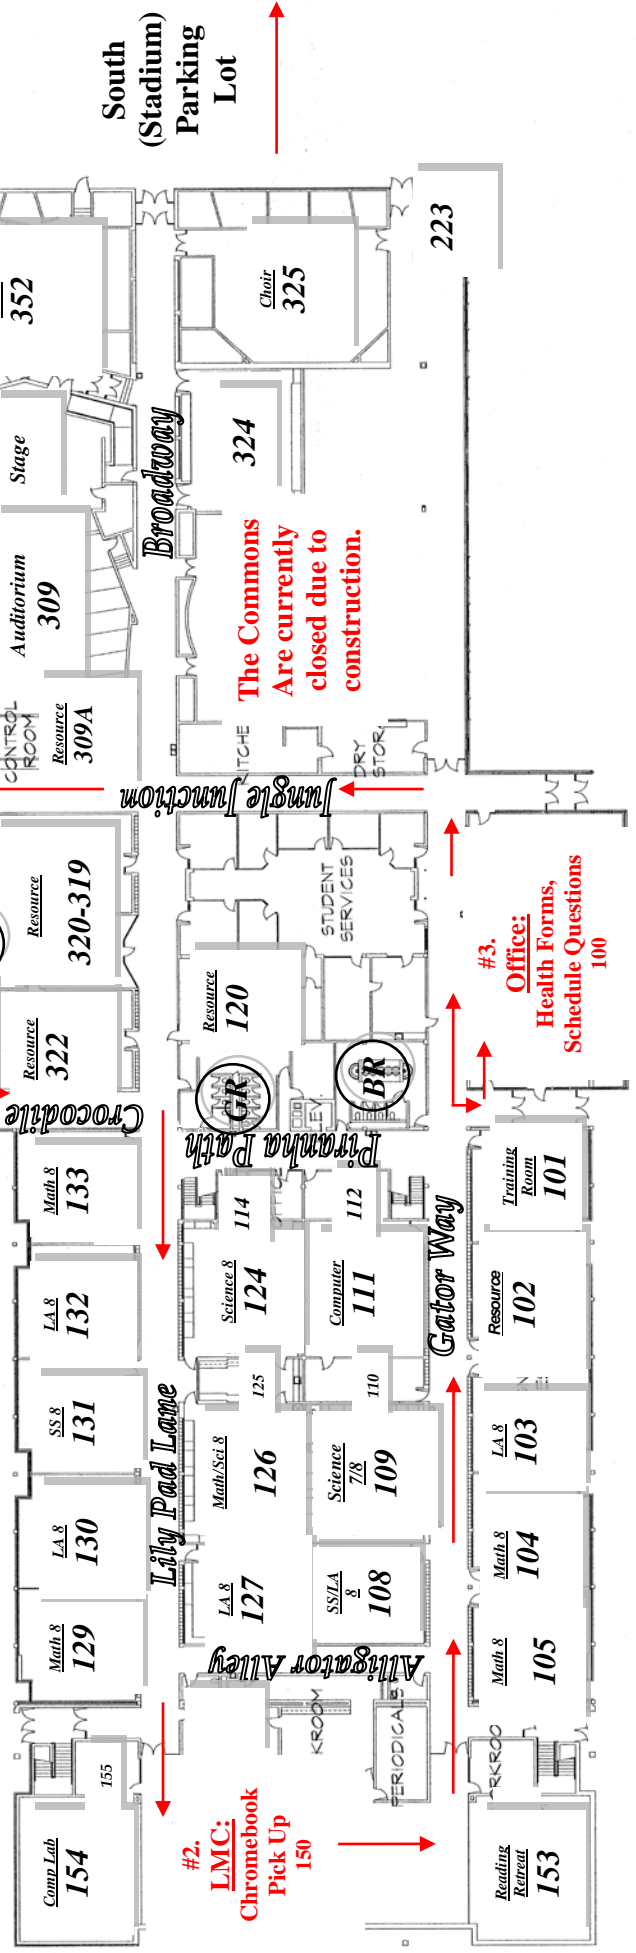 South
(Stadium)
Parking
Lot
352
Choir
325
223
Stage
324
Broadway
Auditorium
309
The Commons
Are currently
closed due to
construction.
CONTROL
ROOM
Resource
309A
DRY
STOR.
Jungle Junction
Resource
320-319
STUDENT
SERVICES
#3.
Office:
Health Forms,
Schedule Questions
100
Resource
322
Resource
120
GR
BR
Crocodile
Piranha Path
Math 8
133
114
112
Training
Room
101
LA 8
132
Science 8
124
Computer
111
Gator Way
Resource
102
SS 8
131
125
110
LA 8
103
Lily Pad Lane
Math/Sci 8
126
Science
7/8
109
LA 8
130
Math 8
104
Math 8
129
LA 8
127
SS/LA
8
108
Math 8
105
Alligator Alley
KROOM
PERIODICALS
RKROO
155
Comp Lab
154
#2.
LMC:
Chromebook
Pick Up
150
Reading
Retreat
153